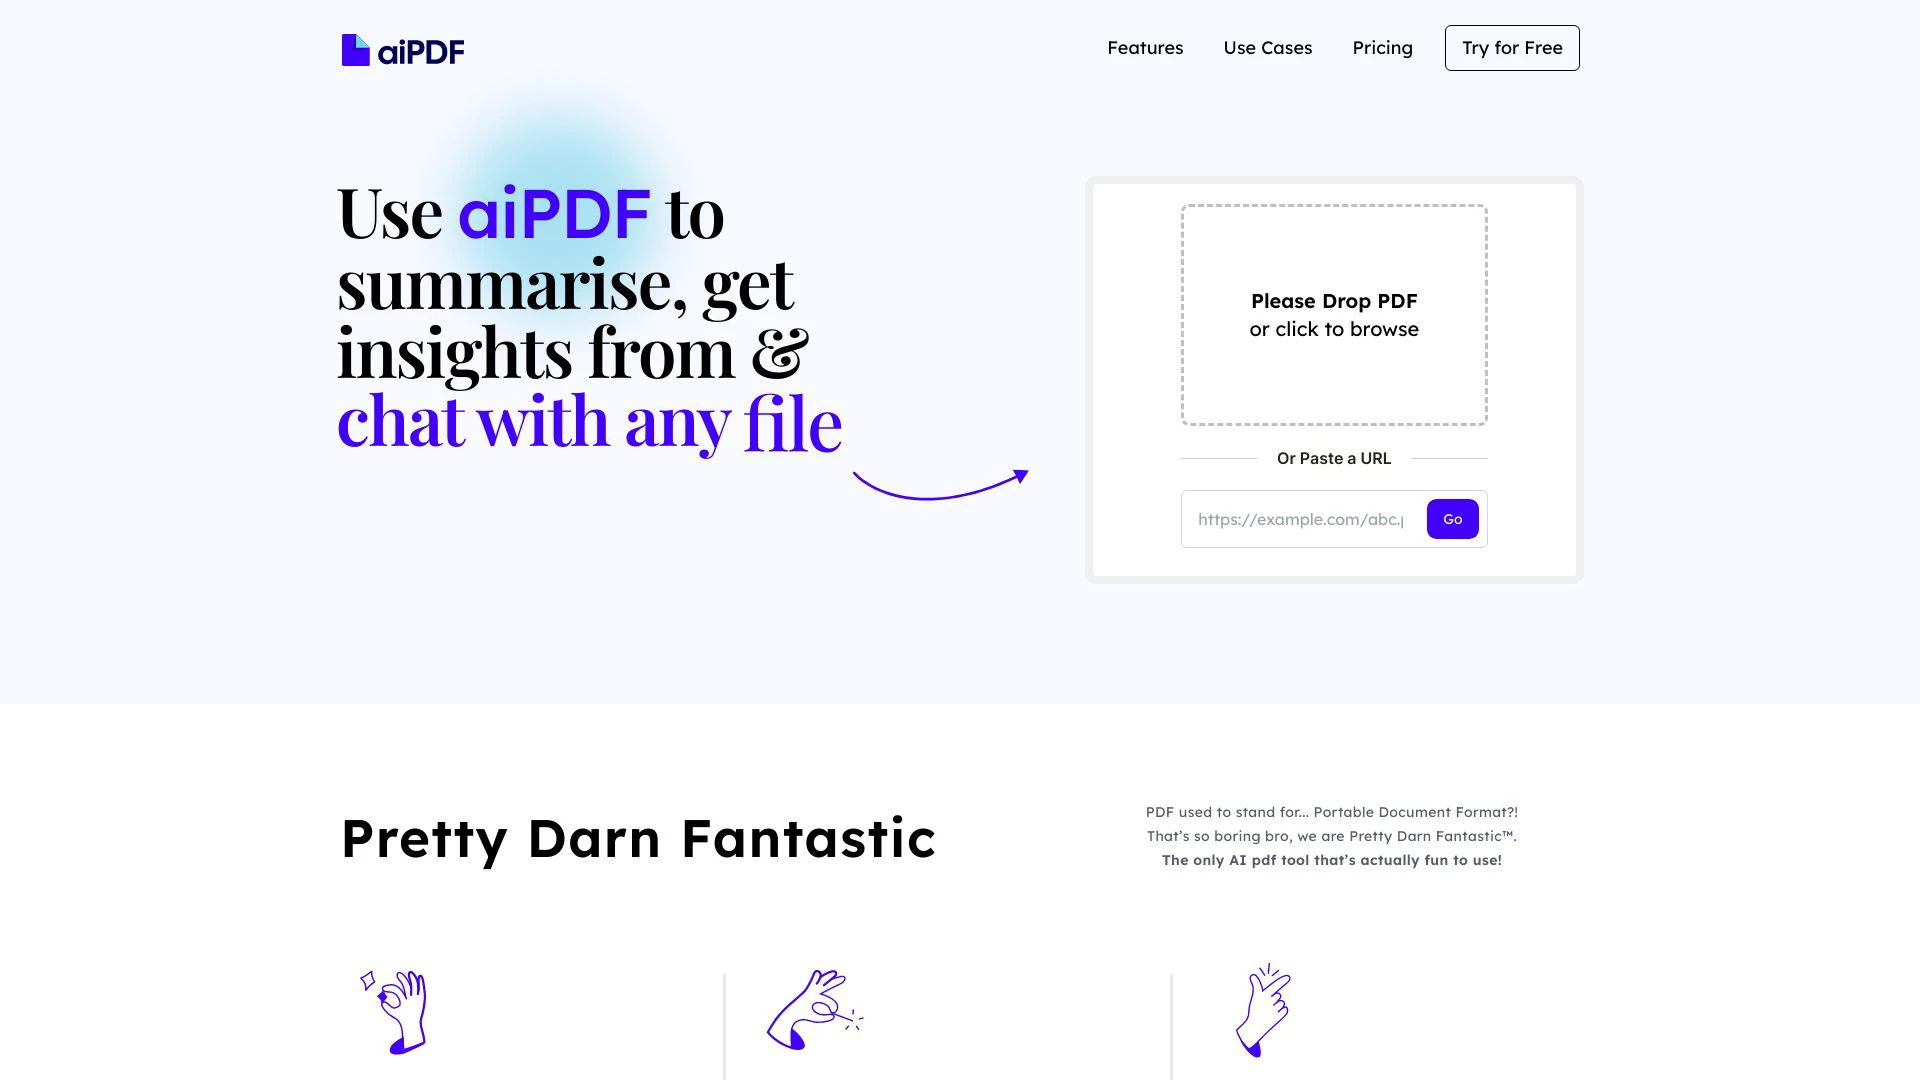 aiPDF
Features
Use Cases
Pricing
Try for Free
Use aiPDF to
summarise, get
insights from &
chat with any file
Please Drop PDF
or click to browse
Or Paste a URL
https://example.com/abc.
Go
Pretty Darn Fantastic
PDF used to stand for... Portable Document Format?!
That’s so boring bro, we are Pretty Darn Fantastic™.
The only AI pdf tool that’s actually fun to use!